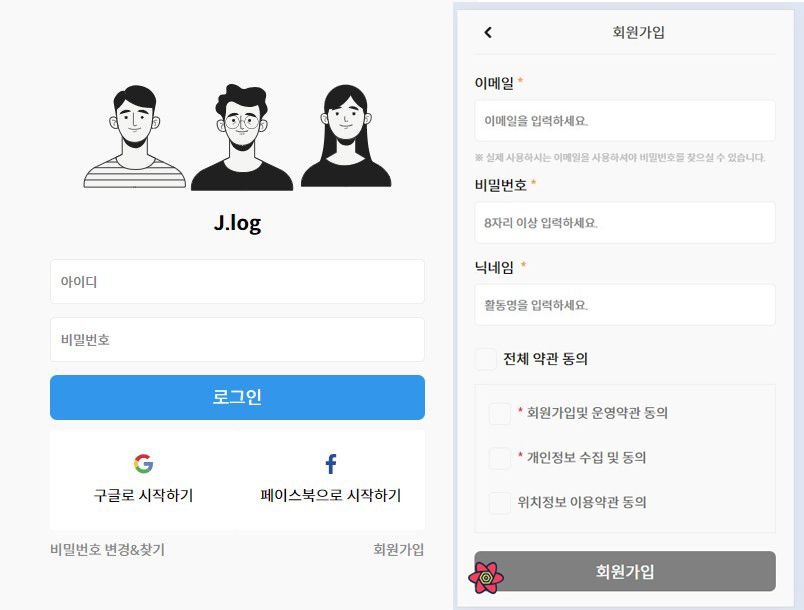 J.log
아이디
비밀번호
로그인
구글로 시작하기
페이스북으로 시작하기
비밀번호 변경&찾기
회원가입
회원가입
이메일 *
이메일을 입력하세요.
※ 실제 사용하시는 이메일을 사용하셔야 비밀번호를 찾으실 수 있습니다.
비밀번호 *
8자리 이상 입력하세요.
닉네임 *
활동명을 입력하세요.
전체 약관 동의
* 회원가입및 운영약관 동의
* 개인정보 수집 및 동의
위치정보 이용약관 동의
회원가입